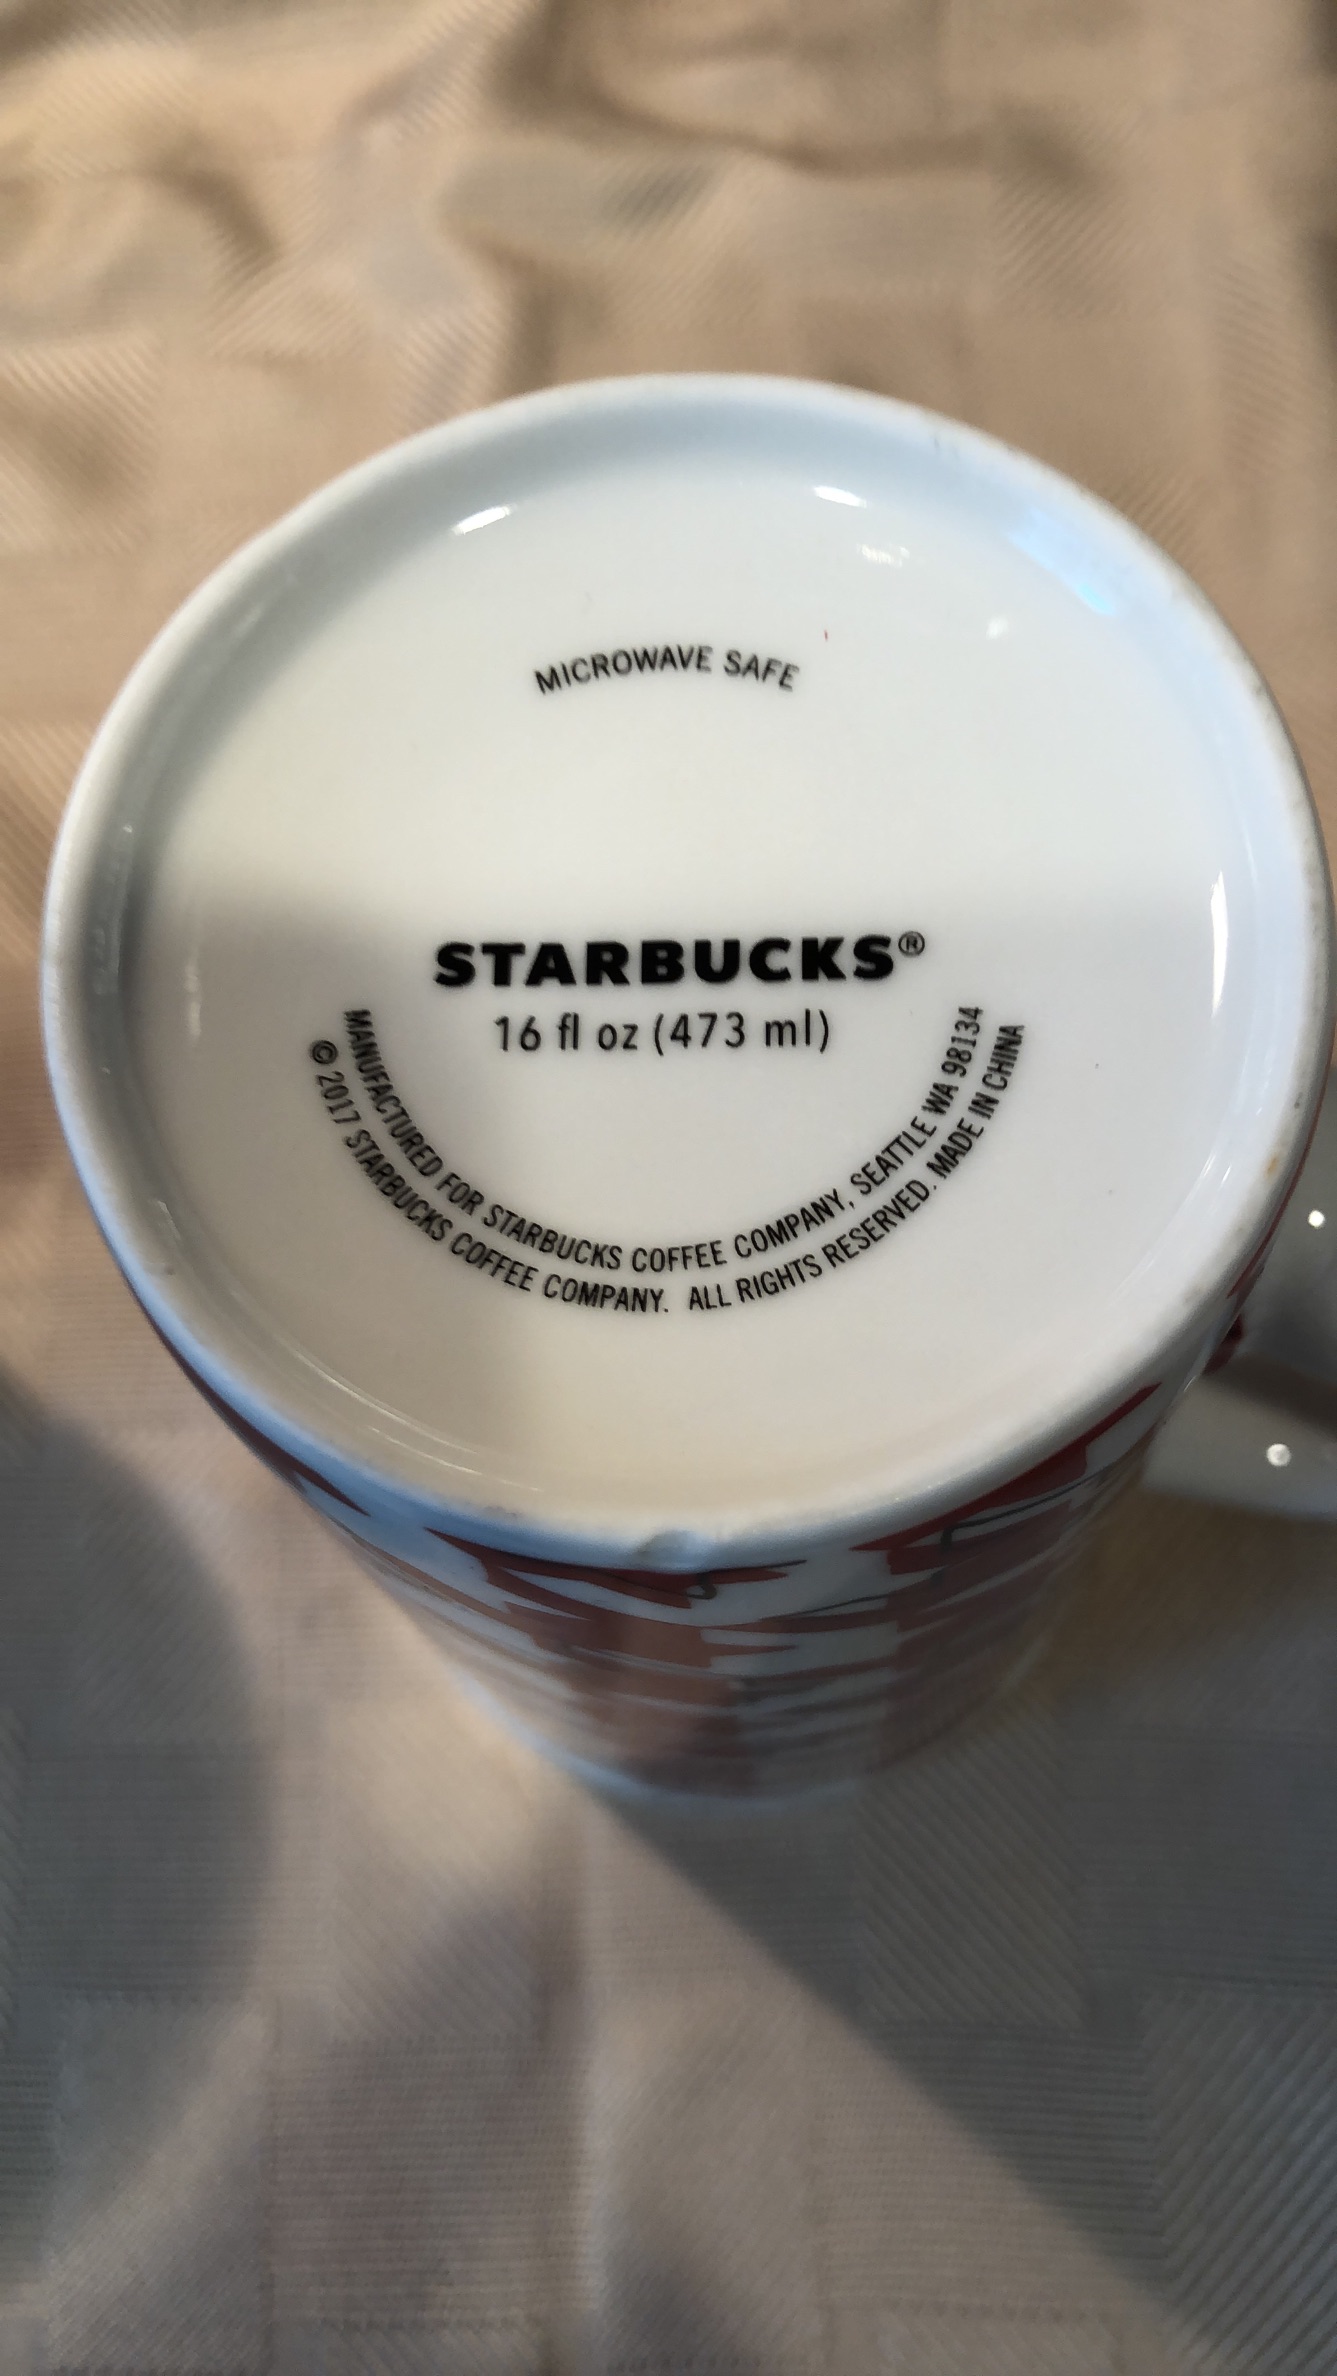 MICROWAVE SAFE
STARBUCKS®
16 fl oz (473 ml)
MANUFACTURED FOR STARBUCKS COFFEE COMPANY, SEATTLE WA 98134
© 2017 STARBUCKS COFFEE COMPANY. ALL RIGHTS RESERVED. MADE IN CHINA